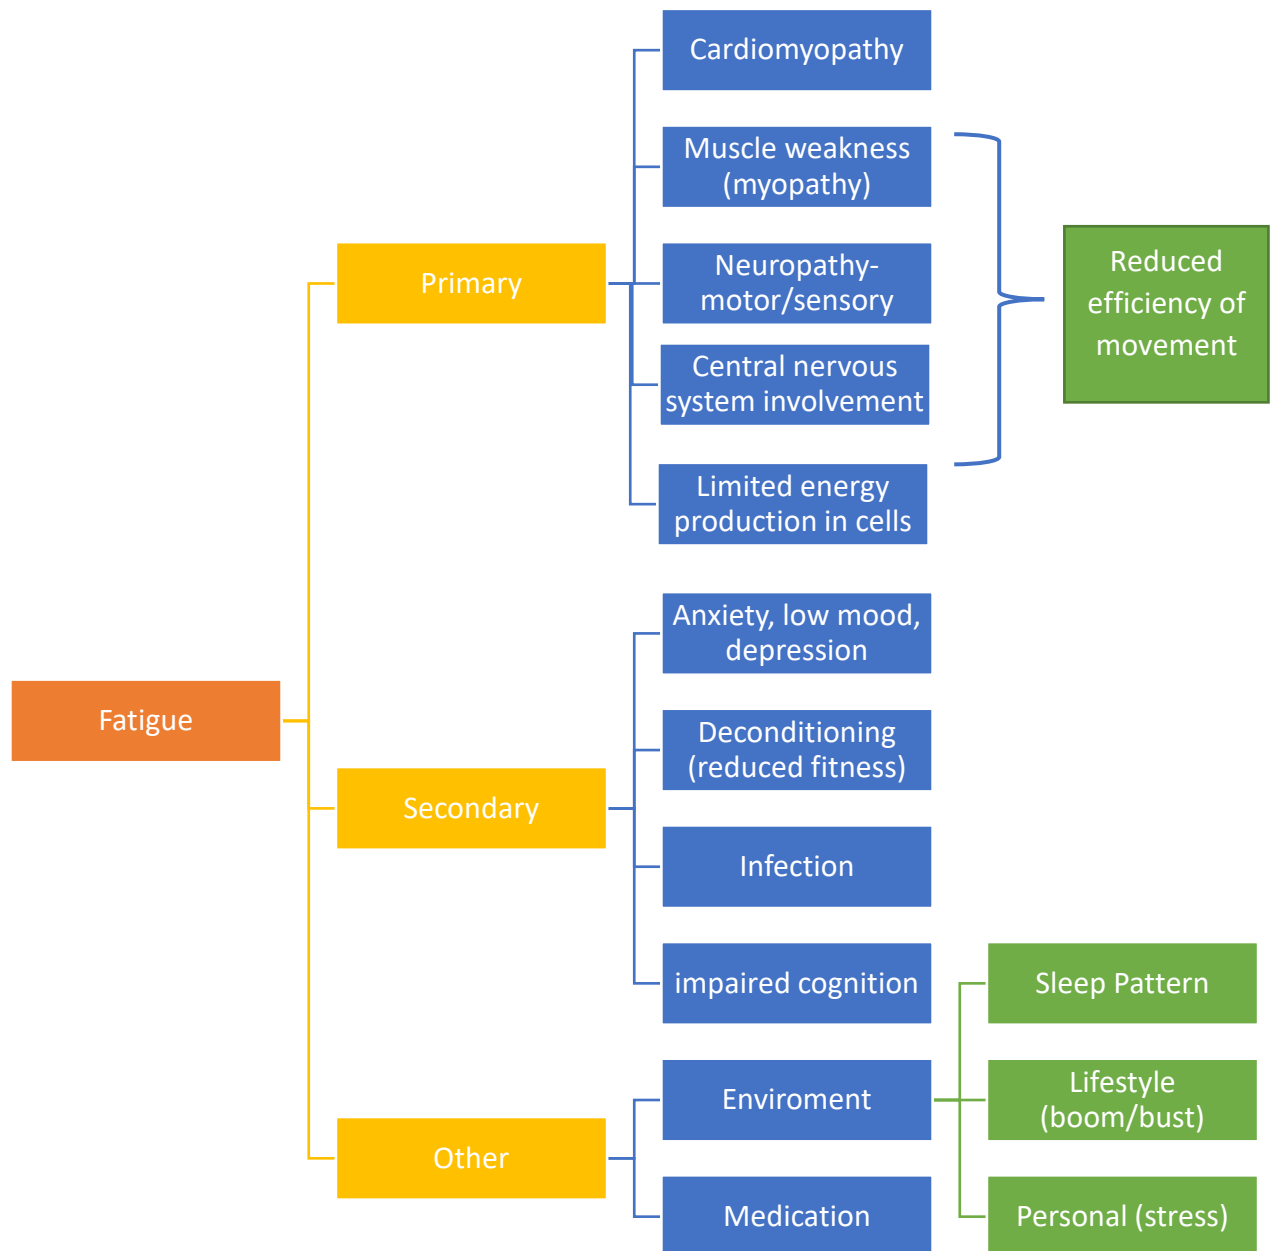 Fatigue
Primary
Cardiomyopathy
Muscle weakness
(myopathy)
Neuropathy-
motor/sensory
Central nervous
system involvement
Limited energy
production in cells
Reduced
efficiency of
movement
Secondary
Anxiety, low mood,
depression
Deconditioning
(reduced fitness)
Infection
impaired cognition
Other
Enviroment
Sleep Pattern
Lifestyle
(boom/bust)
Personal (stress)
Medication